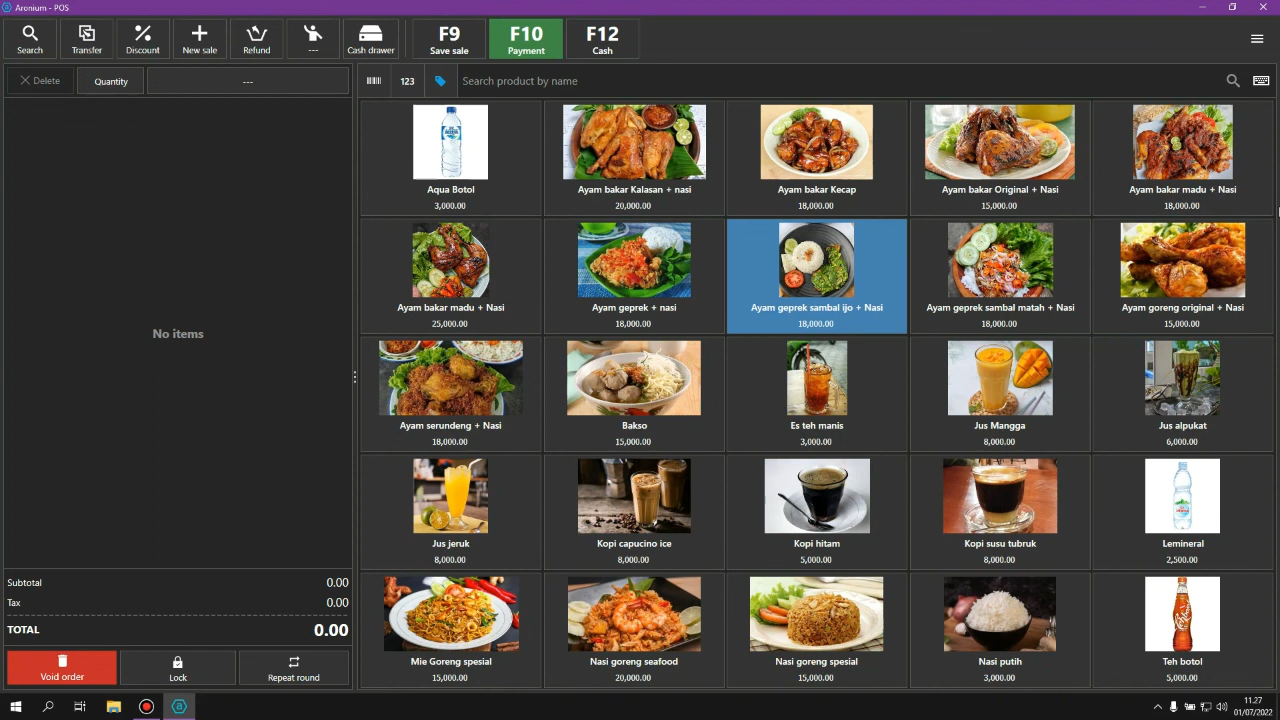 Aronium - POS
Search
Transfer
Discount
New sale
Refund
---
Cash drawer
F9
Save sale
F10
Payment
F12
Cash
Delete
Quantity
---
123
Search product by name
No items
Subtotal 0.00
Tax 0.00
TOTAL 0.00
Void order
Lock
Repeat round
Aqua Botol
3,000.00
Ayam bakar Kalasan + nasi
20,000.00
Ayam bakar Kecap
18,000.00
Ayam bakar Original + Nasi
15,000.00
Ayam bakar madu + Nasi
18,000.00
Ayam bakar madu + Nasi
25,000.00
Ayam geprek + nasi
18,000.00
Ayam geprek sambal ijo + Nasi
18,000.00
Ayam geprek sambal matah + Nasi
18,000.00
Ayam goreng original + Nasi
15,000.00
Ayam serundeng + Nasi
18,000.00
Bakso
15,000.00
Es teh manis
3,000.00
Jus Mangga
8,000.00
Jus alpukat
6,000.00
Jus jeruk
8,000.00
Kopi capucino ice
8,000.00
Kopi hitam
5,000.00
Kopi susu tubruk
8,000.00
Lemineral
2,500.00
Mie Goreng spesial
15,000.00
Nasi goreng seafood
20,000.00
Nasi goreng spesial
15,000.00
Nasi putih
3,000.00
Teh botol
5,000.00
11.27
01/07/2022